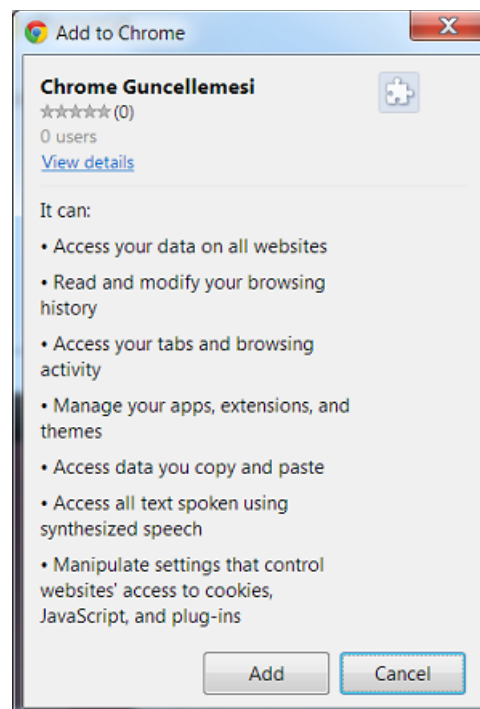 Add to Chrome
Chrome Guncellemesi
(0)
0 users
View details
It can:
• Access your data on all websites
• Read and modify your browsing
history
• Access your tabs and browsing
activity
• Manage your apps, extensions, and
themes
• Access data you copy and paste
• Access all text spoken using
synthesized speech
• Manipulate settings that control
websites' access to cookies,
JavaScript, and plug-ins
Add Cancel